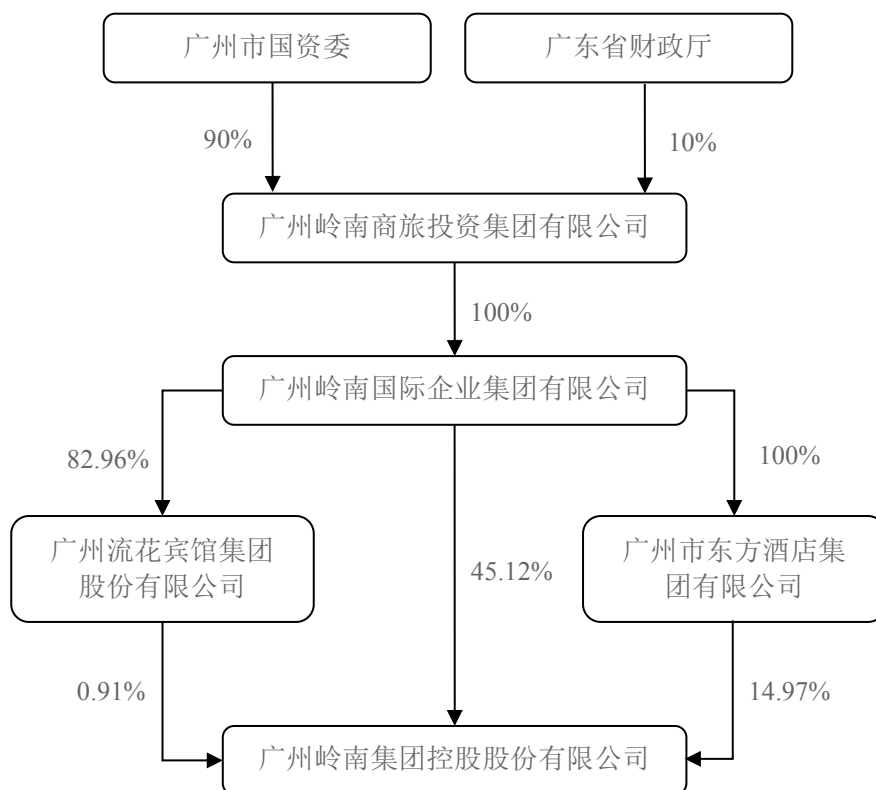 广州市国资委
广东省财政厅
90%
10%
广州岭南商旅投资集团有限公司
100%
广州岭南国际企业集团有限公司
82.96%
100%
广州流花宾馆集团
股份有限公司
45.12%
广州市东方酒店集
团有限公司
0.91%
14.97%
广州岭南集团控股股份有限公司